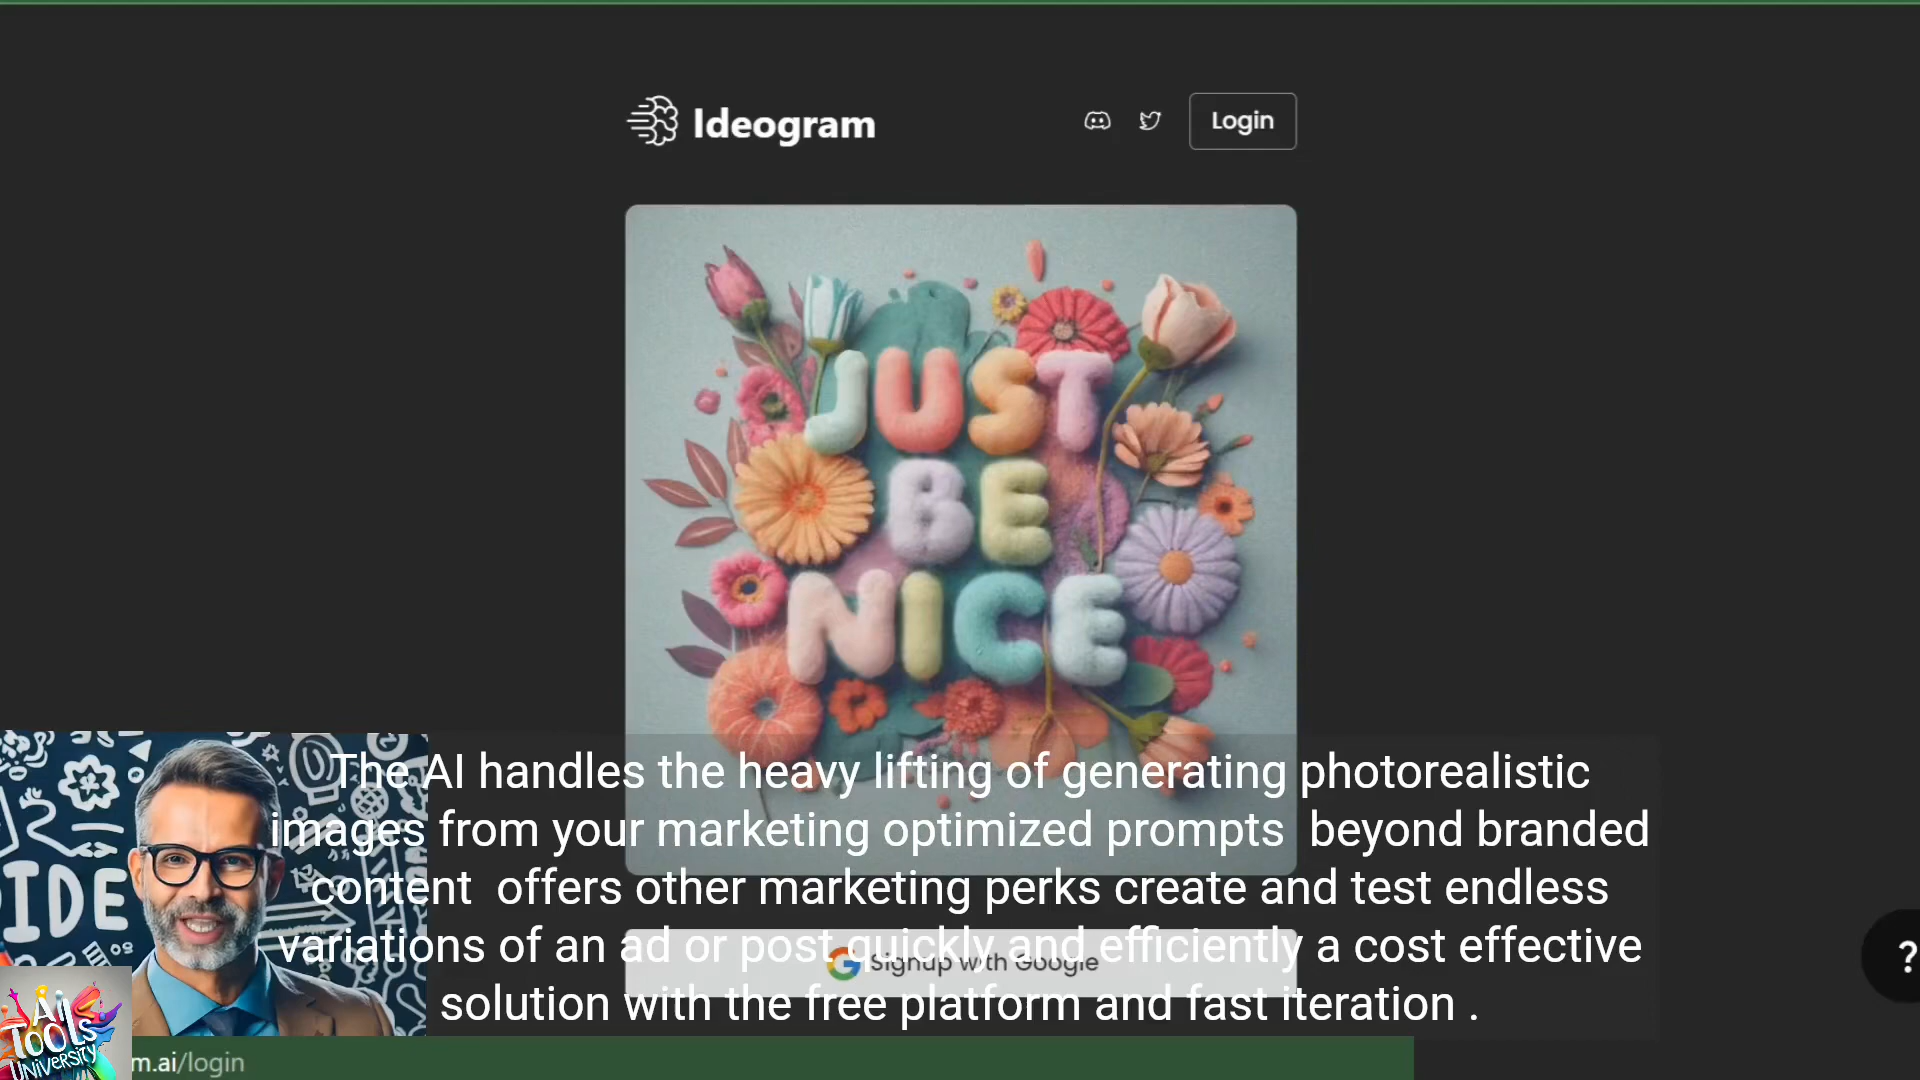 Ideogram
Login
JUST
BE
NICE
The AI handles the heavy lifting of generating photorealistic
images from your marketing optimized prompts beyond branded
content offers other marketing perks create and test endless
variations of an ad or post quickly and efficiently a cost effective
solution with the free platform and fast iteration .
Signup with Google
IDE
?
Ai
TOOLS
UNIVERSITY
m.ai/login